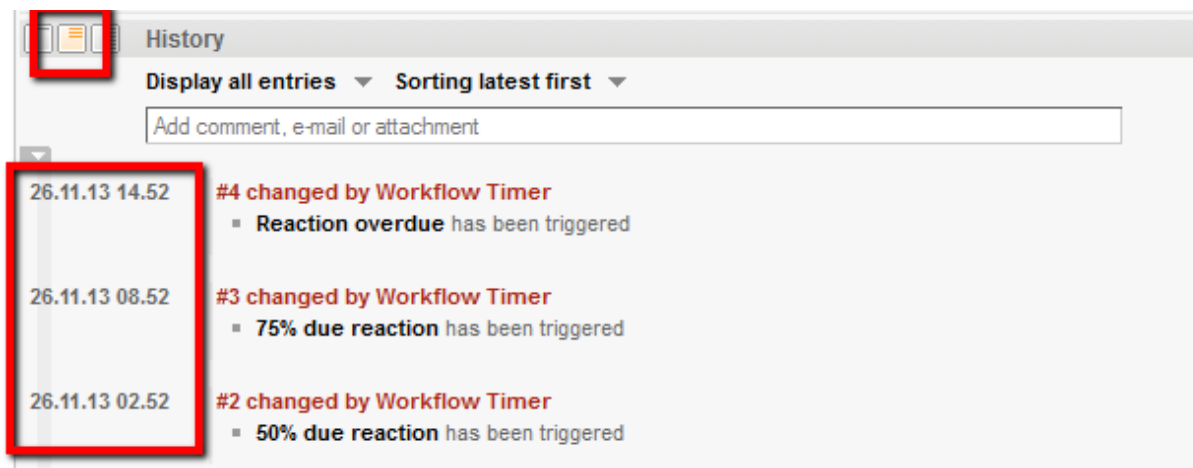 History
Display all entries Sorting latest first
Add comment, e-mail or attachment
26.11.13 14.52 #4 changed by Workflow Timer
Reaction overdue has been triggered
26.11.13 08.52 #3 changed by Workflow Timer
75% due reaction has been triggered
26.11.13 02.52 #2 changed by Workflow Timer
50% due reaction has been triggered